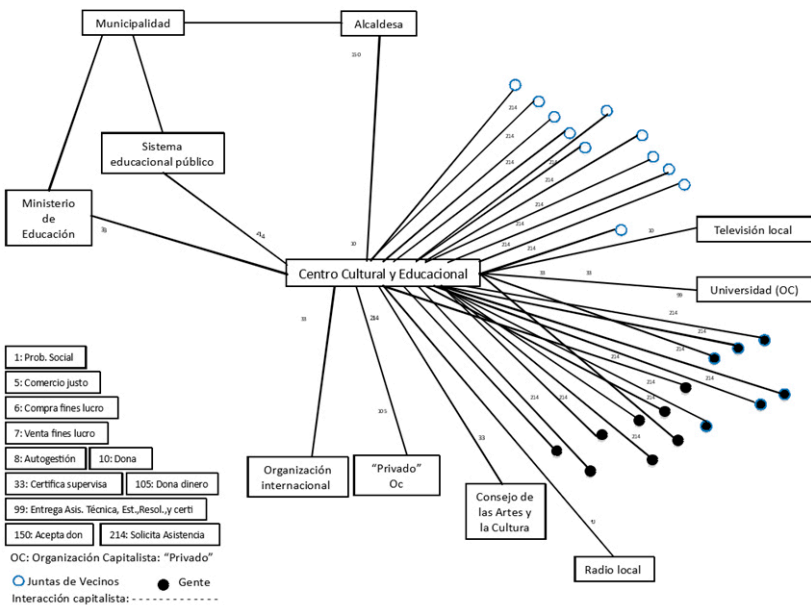 Municipalidad
Alcaldesa
150
Sistema
educacional público
Ministerio
de
Educación
10
Centro Cultural y Educacional
214
214
214
214
214
214
214
214
214
214
10
Televisión local
33
33
99
Universidad (OC)
33
214
214
214
214
214
214
214
214
214
105
33
Organización
internacional
“Privado”
Oc
Consejo de
las Artes y
la Cultura
Radio local
1: Prob. Social
5: Comercio justo
6: Compra fines lucro
7: Venta fines lucro
8: Autogestión
10: Dona
33: Certifica supervisa
105: Dona dinero
99: Entrega Asis. Técnica, Est.,Resol.,y certi
150: Acepta don
214: Solicita Asistencia
OC: Organización Capitalista: “Privado”
Juntas de Vecinos
Gente
Interacción capitalista: - - - - - - - - - - - - - -